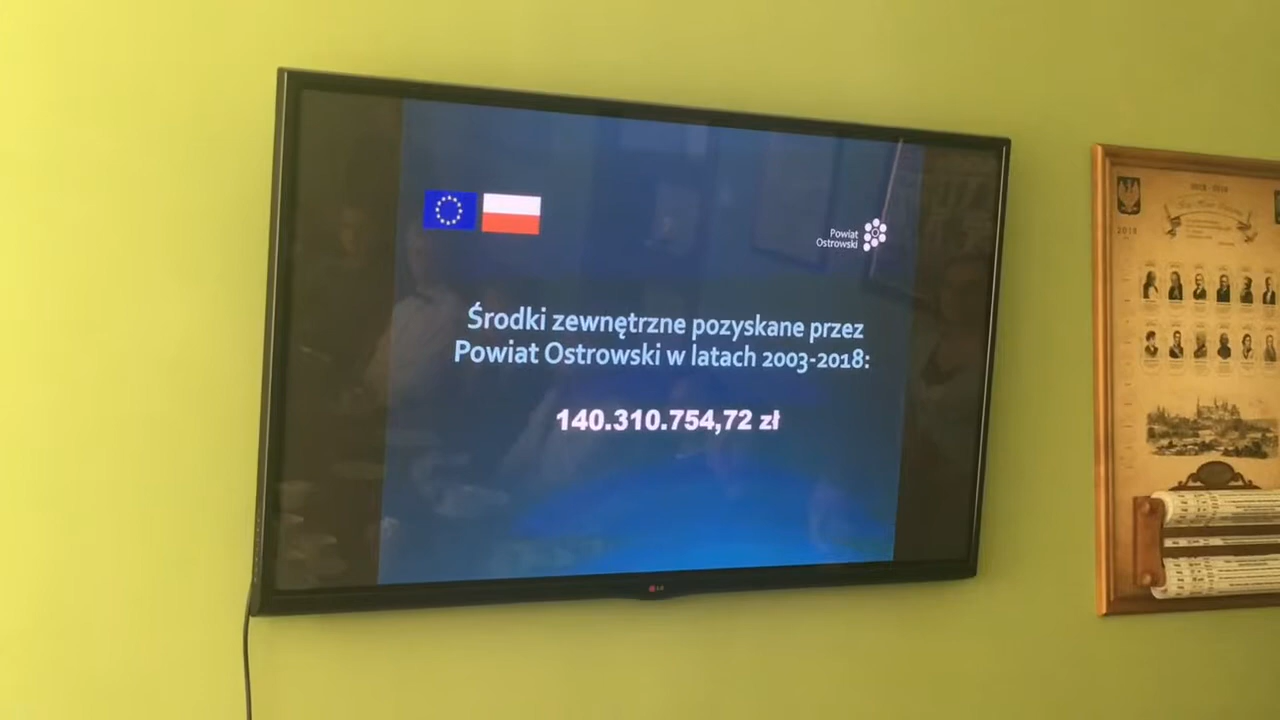 Powiat
Ostrowski
Środki zewnętrzne pozyskane przez
Powiat Ostrowski w latach 2003-2018:
140.310.754,72 zł
LG